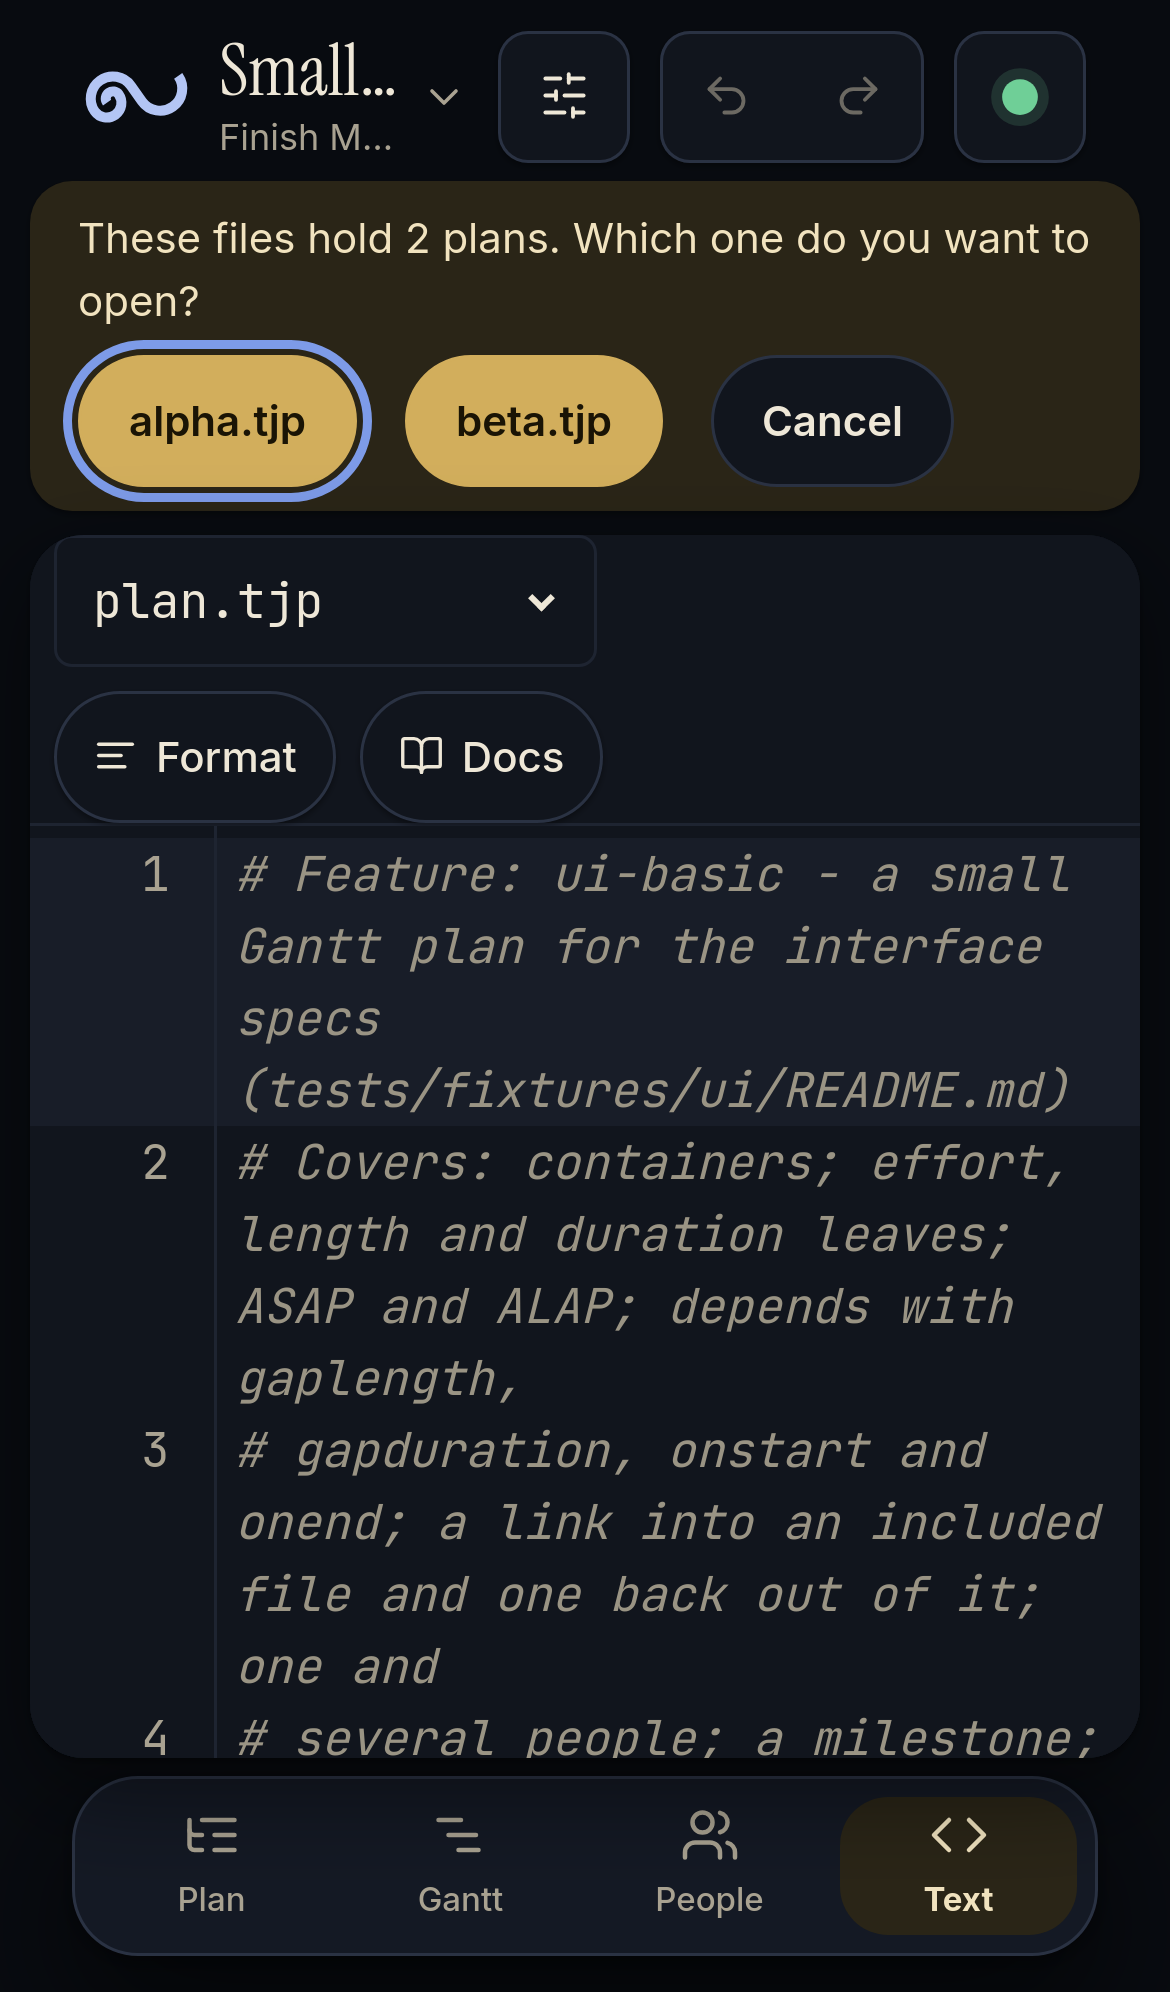 Small...
Finish M...
These files hold 2 plans. Which one do you want to
open?
alpha.tjp
beta.tjp
Cancel
plan.tjp
Format
Docs
1 # Feature: ui-basic - a small
Gantt plan for the interface
specs
(tests/fixtures/ui/README.md)
2 # Covers: containers; effort,
length and duration leaves;
ASAP and ALAP; depends with
gaplength,
3 # gapduration, onstart and
onend; a link into an included
file and one back out of it;
one and
4 # several people; a milestone;
Plan
Gantt
People
Text